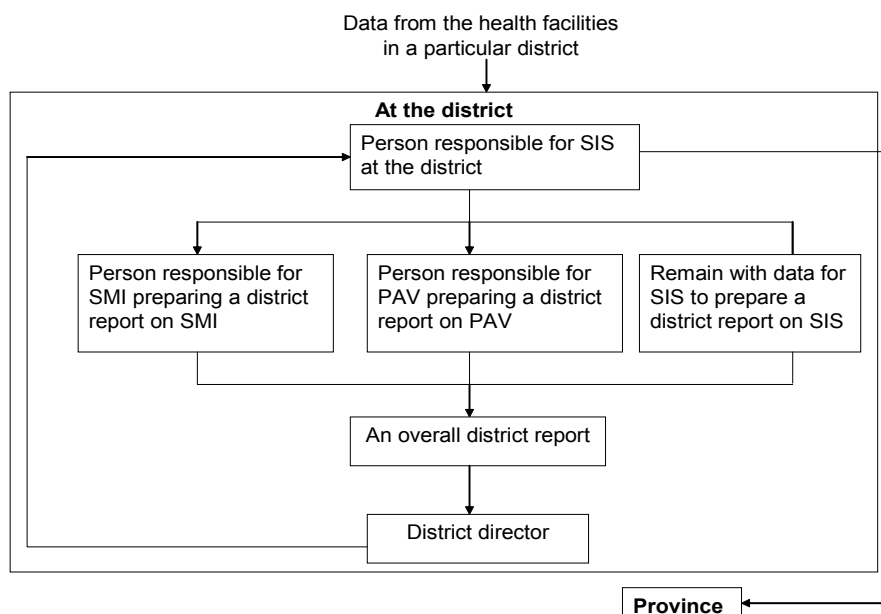 Data from the health facilities
in a particular district
At the district
Person responsible for SIS
at the district
Person responsible for
SMI preparing a district
report on SMI
Person responsible for
PAV preparing a district
report on PAV
Remain with data for
SIS to prepare a
district report on SIS
An overall district report
District director
Province